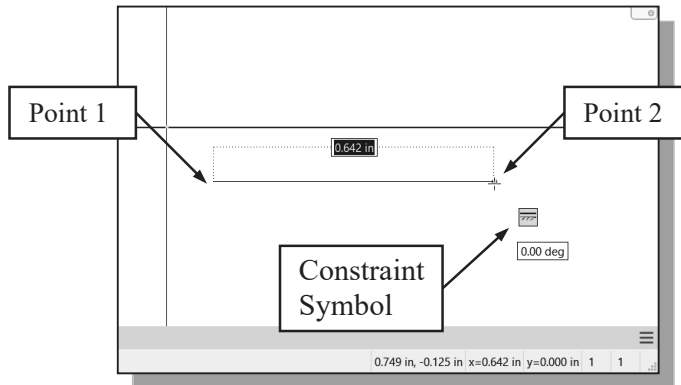 Point 1
Point 2
0.642 in
0.00 deg
Constraint
Symbol
0.749 in, -0.125 in x=0.642 in y=0.000 in 1 1